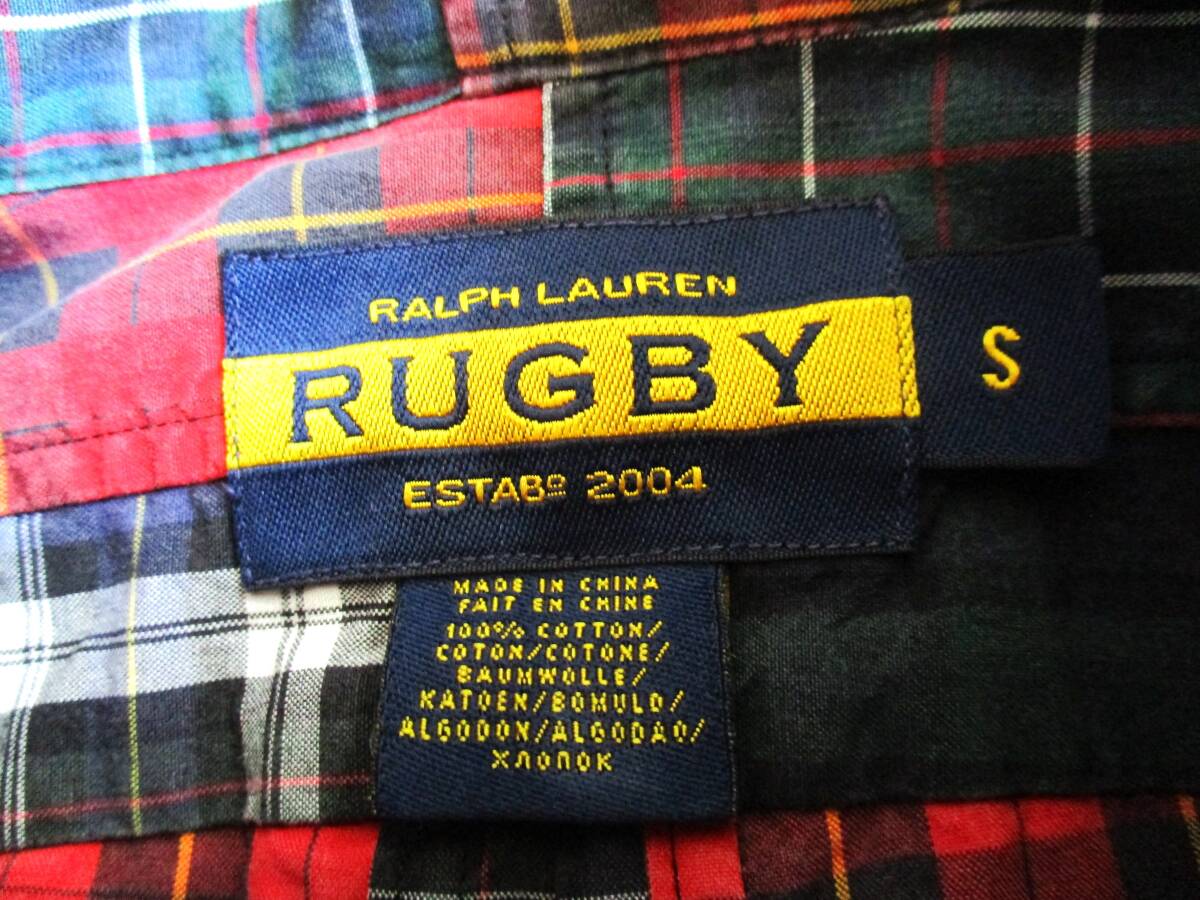 RALPH LAUREN
RUGBY
ESTABᴼ 2004
S
MADE IN CHINA
FAIT EN CHINE
100% COTTON/
COTON/COTONE/
BAUMWOLLE/
KATOEN/BOMULD/
ALGODON/ALGODAO/
ХЛОПОК